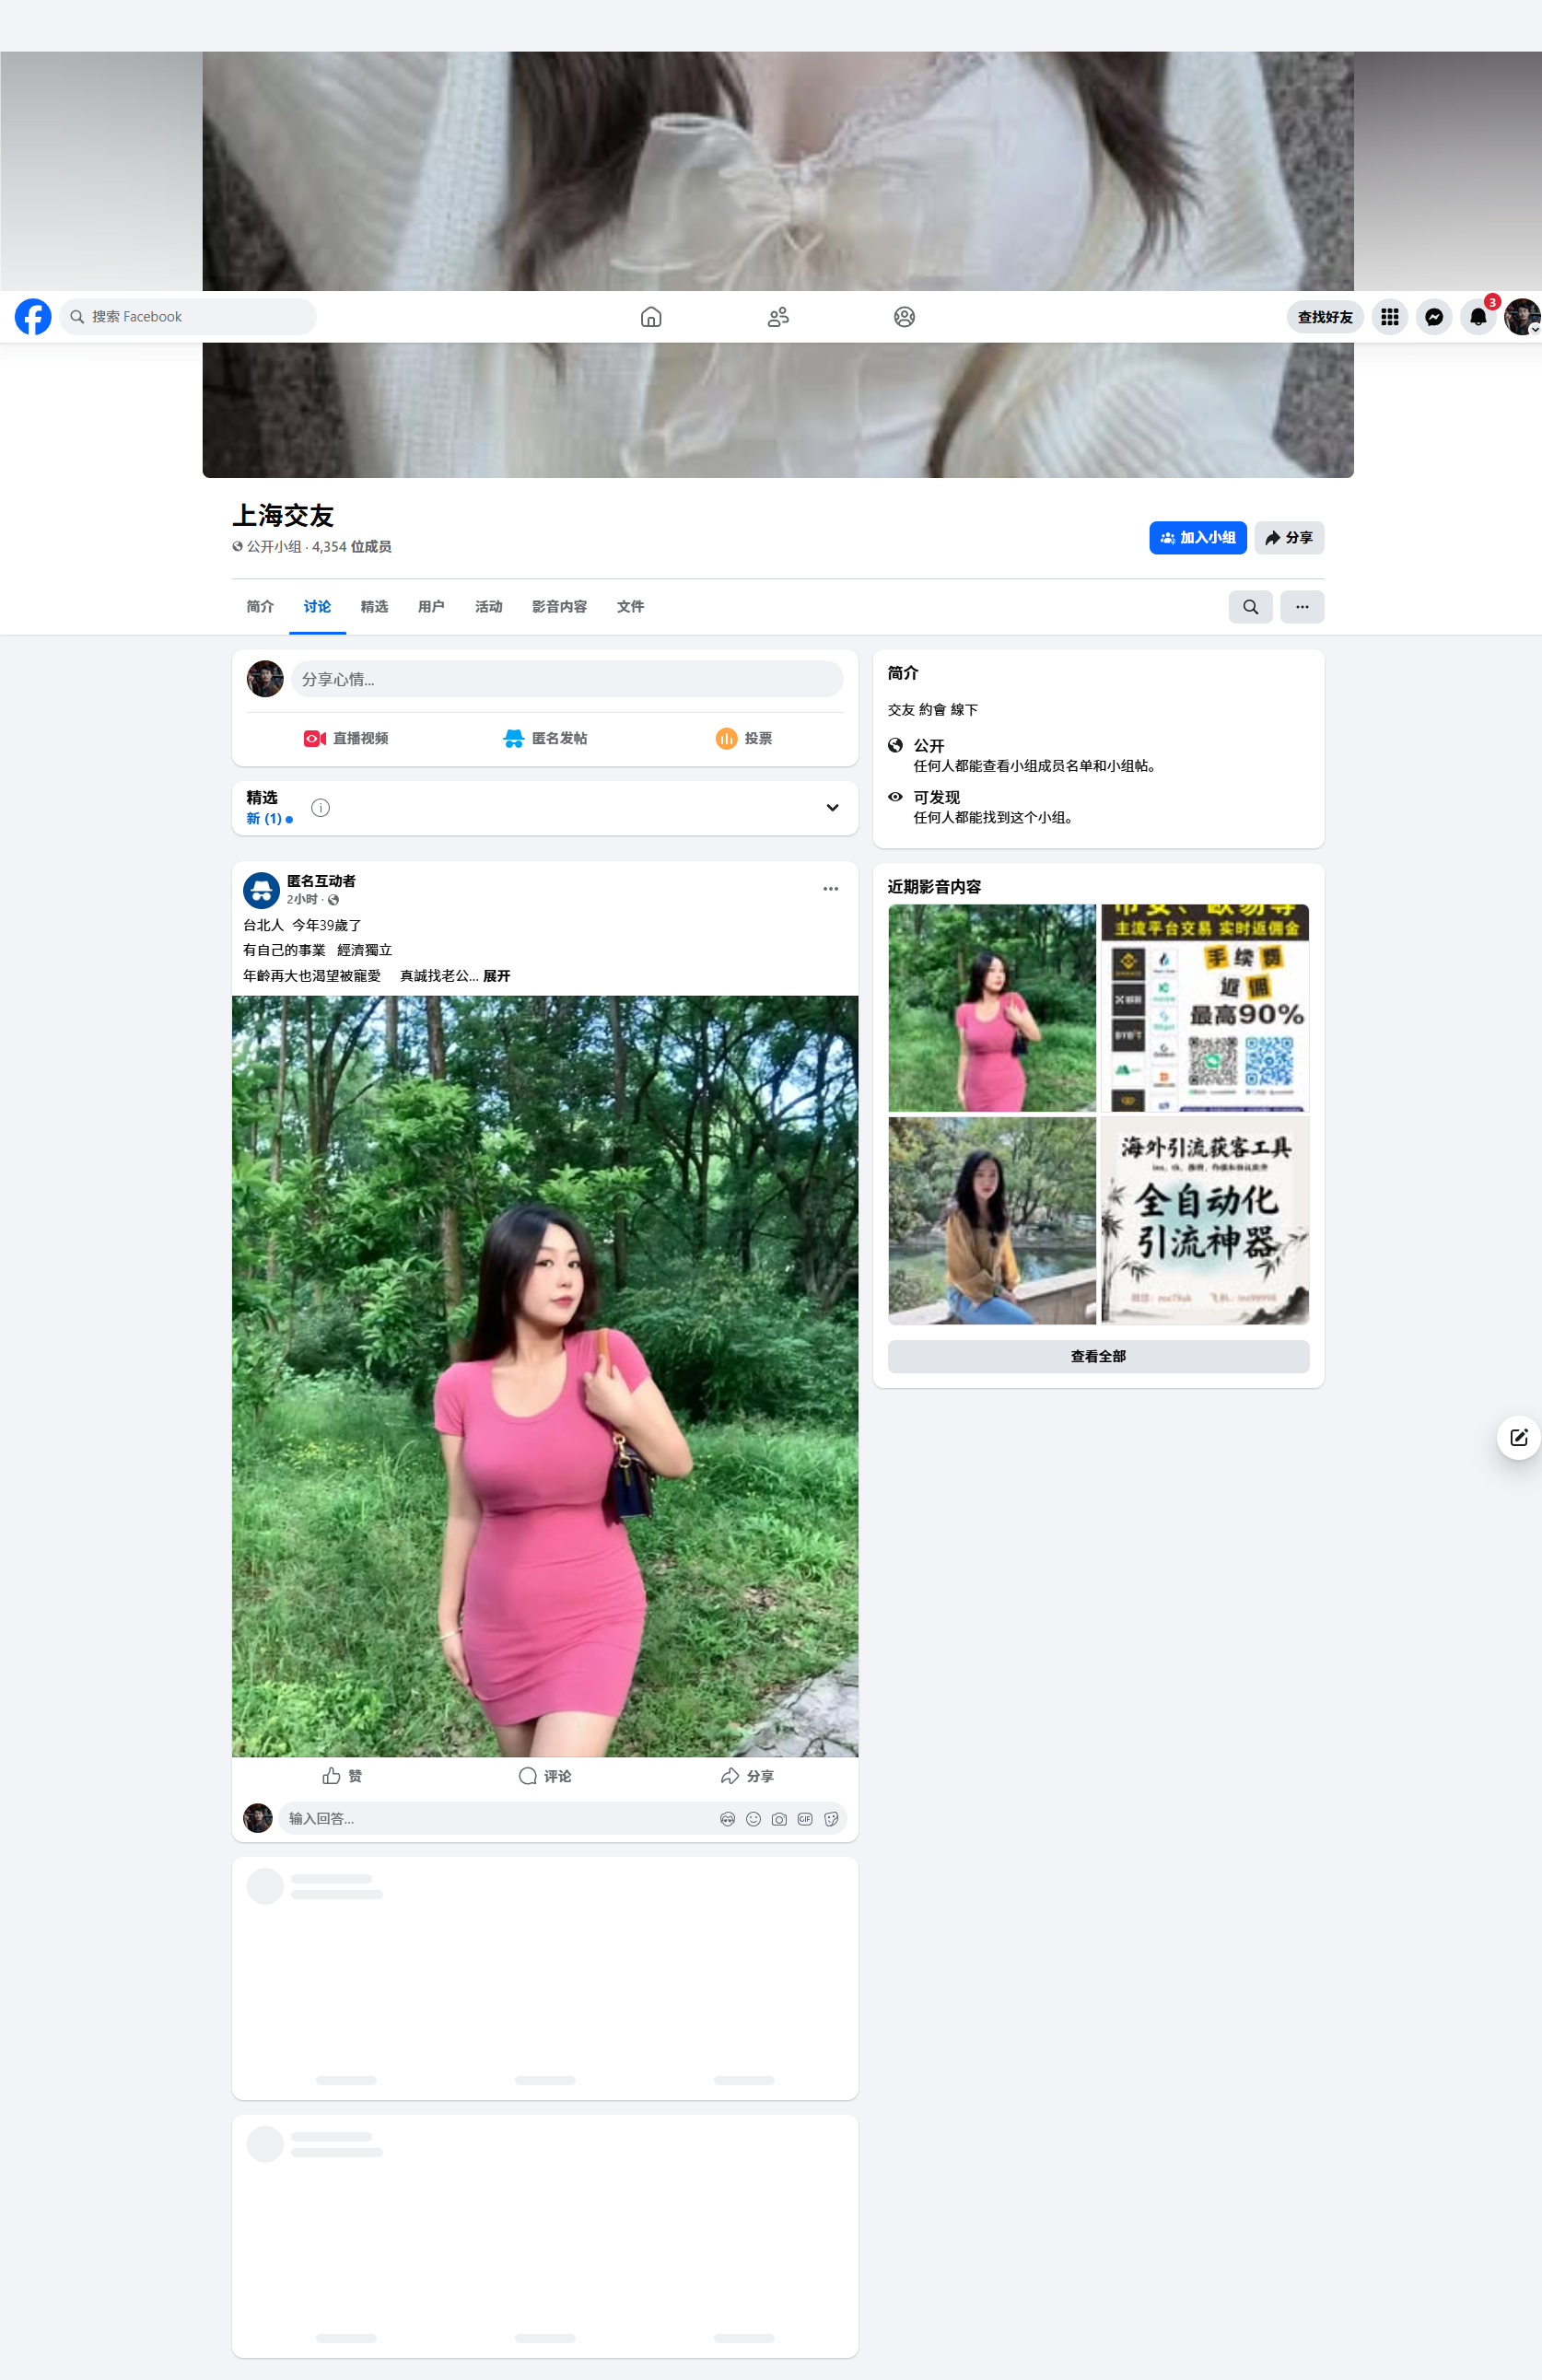 搜索 Facebook
查找好友
3
上海交友
公开小组 · 4,354 位成员
加入小组
分享
简介
讨论
精选
用户
活动
影音内容
文件
分享心情...
直播视频
匿名发帖
投票
精选
新 (1)
匿名互动者
2小时 ·
台北人 今年39歲了
有自己的事業 經濟獨立
年齡再大也渴望被寵愛 真誠找老公... 展开
赞
评论
分享
输入回答...
GIF
简介
交友 約會 線下
公开
任何人都能查看小组成员名单和小组帖。
可发现
任何人都能找到这个小组。
近期影音内容
主流平台交易 实时返佣金
手续费
返佣
最高90%
BYBIT
海外引流获客工具
全自动化
引流神器
查看全部